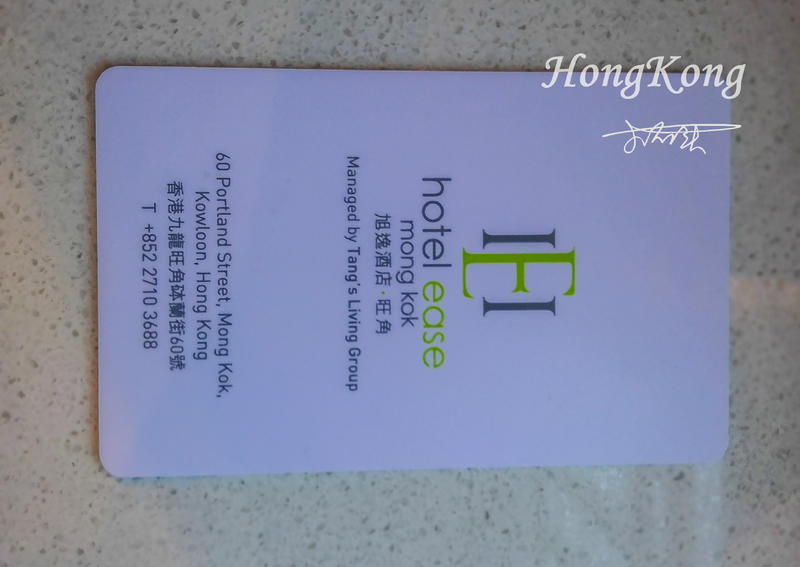 HongKong
hotel ease
mong kok
旭逸酒店·旺角
Managed by Tang's Living Group
60 Portland Street, Mong Kok,
Kowloon, Hong Kong
香港九龍旺角砵蘭街60號
T +852 2710 3688